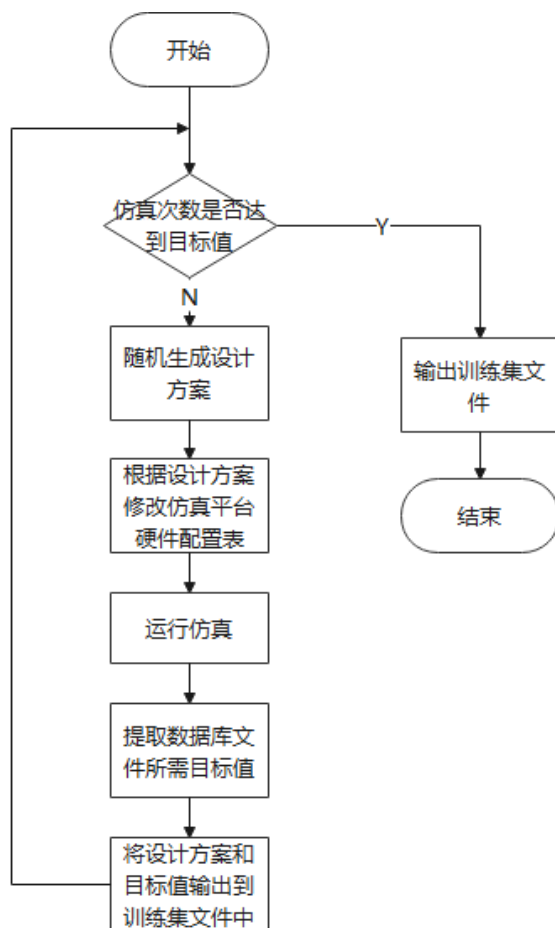 开始
仿真次数是否达
到目标值
Y
N
随机生成设计
方案
输出训练集文
件
根据设计方案
修改仿真平台
硬件配置表
结束
运行仿真
提取数据库文
件所需目标值
将设计方案和
目标值输出到
训练集文件中